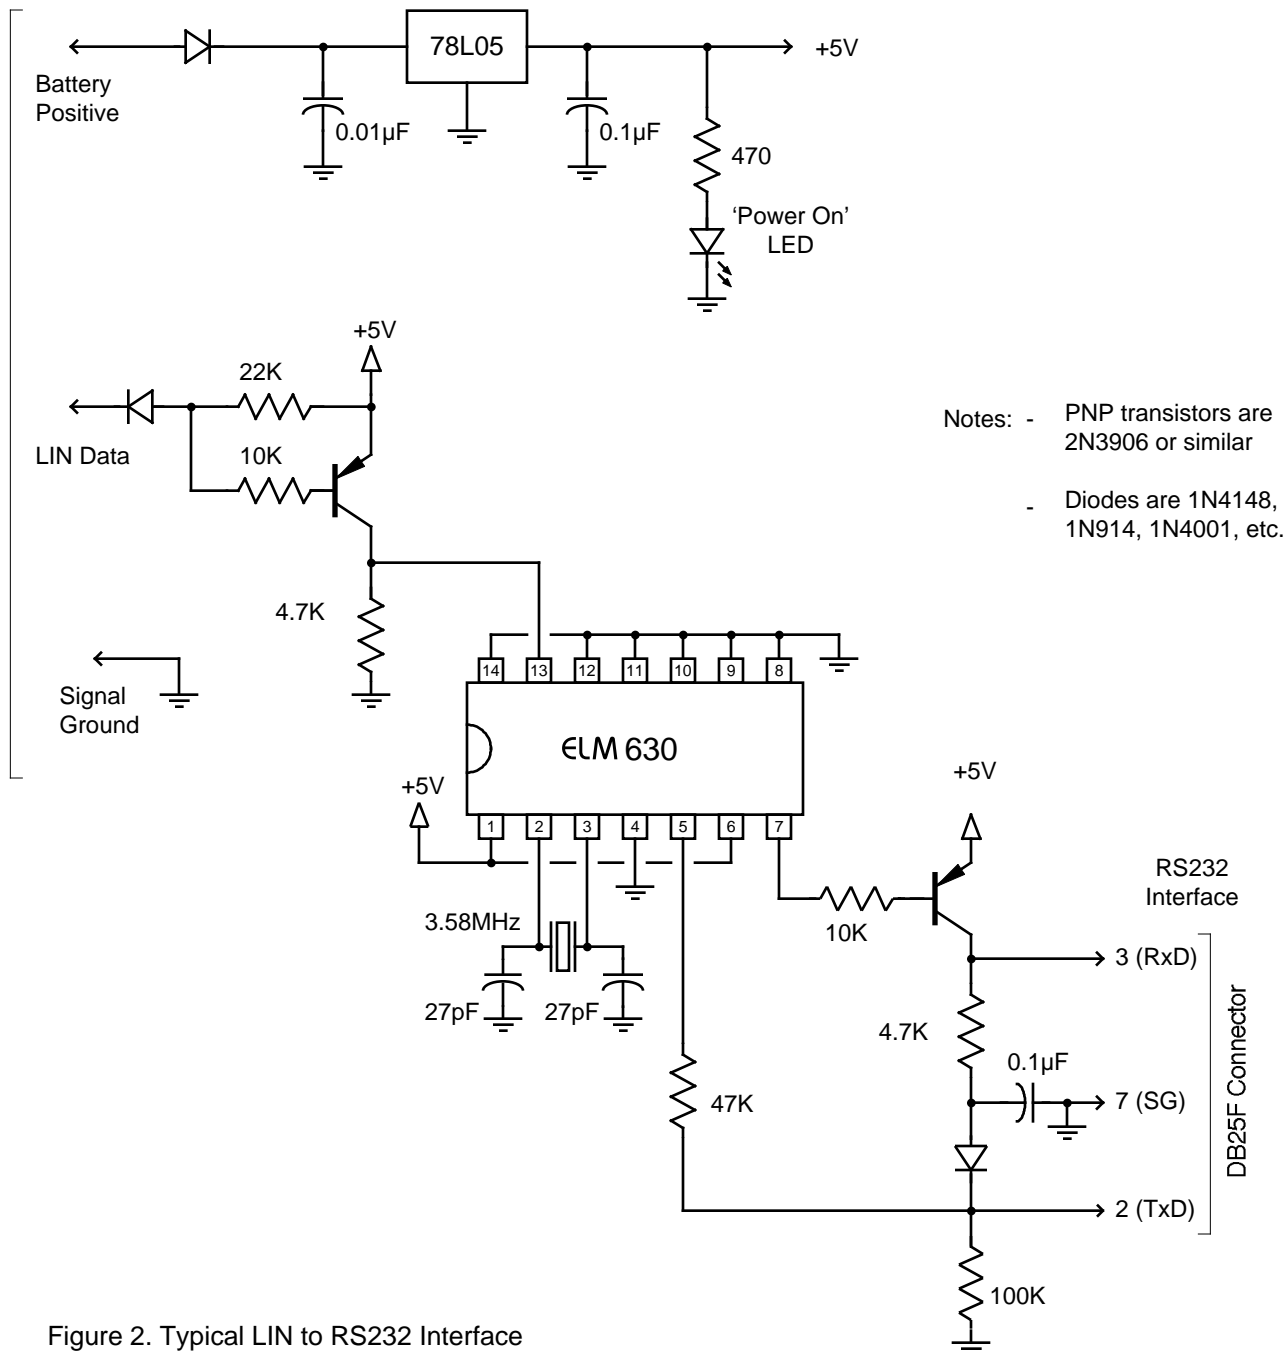 78L05
+5V
Battery
Positive
0.01µF
0.1µF
470
‘Power On’
LED
+5V
22K
LIN Data
10K
Notes: - PNP transistors are
2N3906 or similar
- Diodes are 1N4148,
1N914, 1N4001, etc.
4.7K
14 13 12 11 10 9 8
Signal
Ground
ELM 630
+5V
+5V
1 2 3 4 5 6 7
RS232
Interface
3.58MHz
10K
3 (RxD)
27pF
27pF
4.7K
0.1µF
47K
7 (SG)
DB25F Connector
2 (TxD)
100K
Figure 2. Typical LIN to RS232 Interface